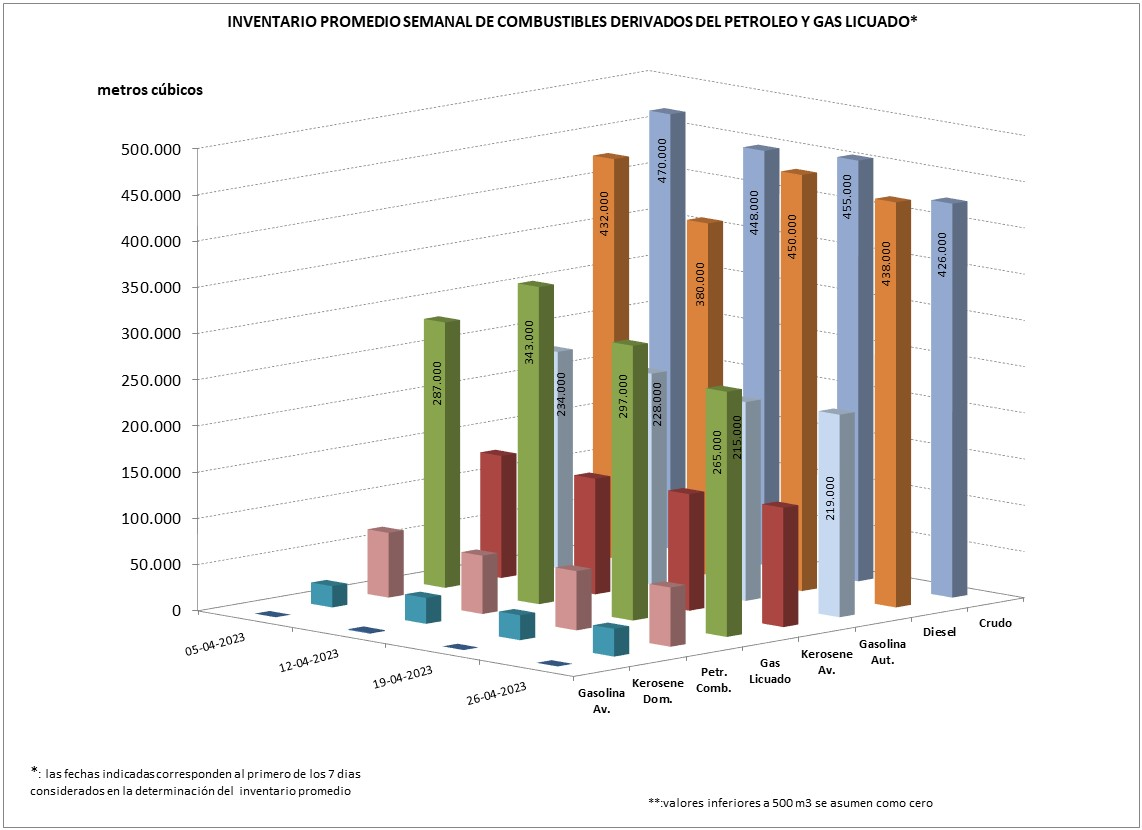 INVENTARIO PROMEDIO SEMANAL DE COMBUSTIBLES DERIVADOS DEL PETROLEO Y GAS LICUADO*
metros cúbicos
500.000
450.000
400.000
350.000
300.000
250.000
200.000
150.000
100.000
50.000
0
287.000
343.000
234.000
432.000
297.000
470.000
228.000
380.000
265.000
215.000
448.000
450.000
219.000
455.000
438.000
426.000
05-04-2023
12-04-2023
19-04-2023
26-04-2023
Gasolina
Av.
Kerosene
Dom.
Petr.
Comb.
Gas
Licuado
Kerosene
Av.
Gasolina
Aut.
Diesel
Crudo
*: las fechas indicadas corresponden al primero de los 7 dias
considerados en la determinación del inventario promedio
**:valores inferiores a 500 m3 se asumen como cero